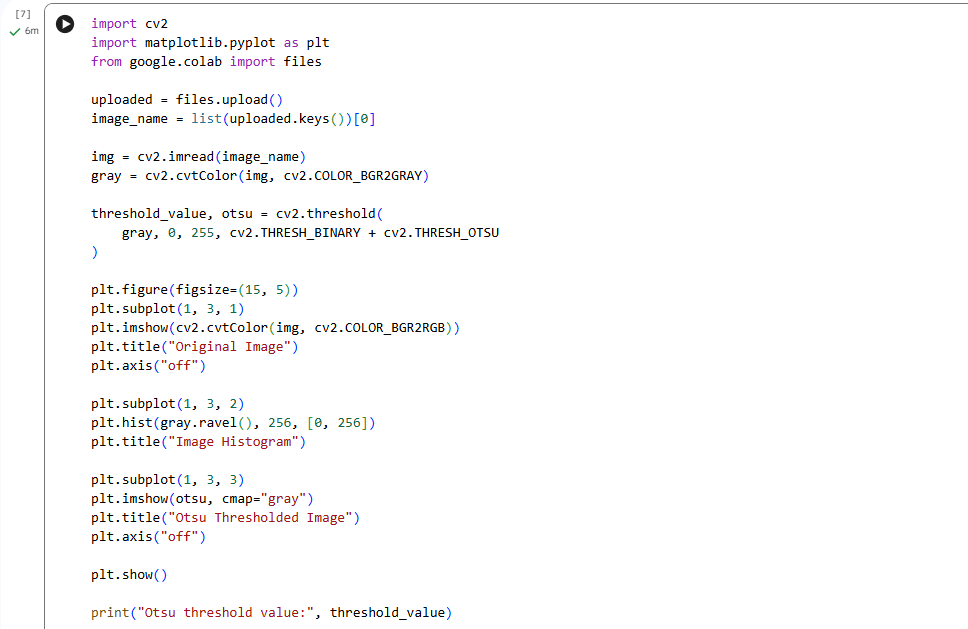 [7]
6m
import cv2
import matplotlib.pyplot as plt
from google.colab import files

uploaded = files.upload()
image_name = list(uploaded.keys())[0]

img = cv2.imread(image_name)
gray = cv2.cvtColor(img, cv2.COLOR_BGR2GRAY)

threshold_value, otsu = cv2.threshold(
    gray, 0, 255, cv2.THRESH_BINARY + cv2.THRESH_OTSU
)

plt.figure(figsize=(15, 5))
plt.subplot(1, 3, 1)
plt.imshow(cv2.cvtColor(img, cv2.COLOR_BGR2RGB))
plt.title("Original Image")
plt.axis("off")

plt.subplot(1, 3, 2)
plt.hist(gray.ravel(), 256, [0, 256])
plt.title("Image Histogram")

plt.subplot(1, 3, 3)
plt.imshow(otsu, cmap="gray")
plt.title("Otsu Thresholded Image")
plt.axis("off")

plt.show()

print("Otsu threshold value:", threshold_value)